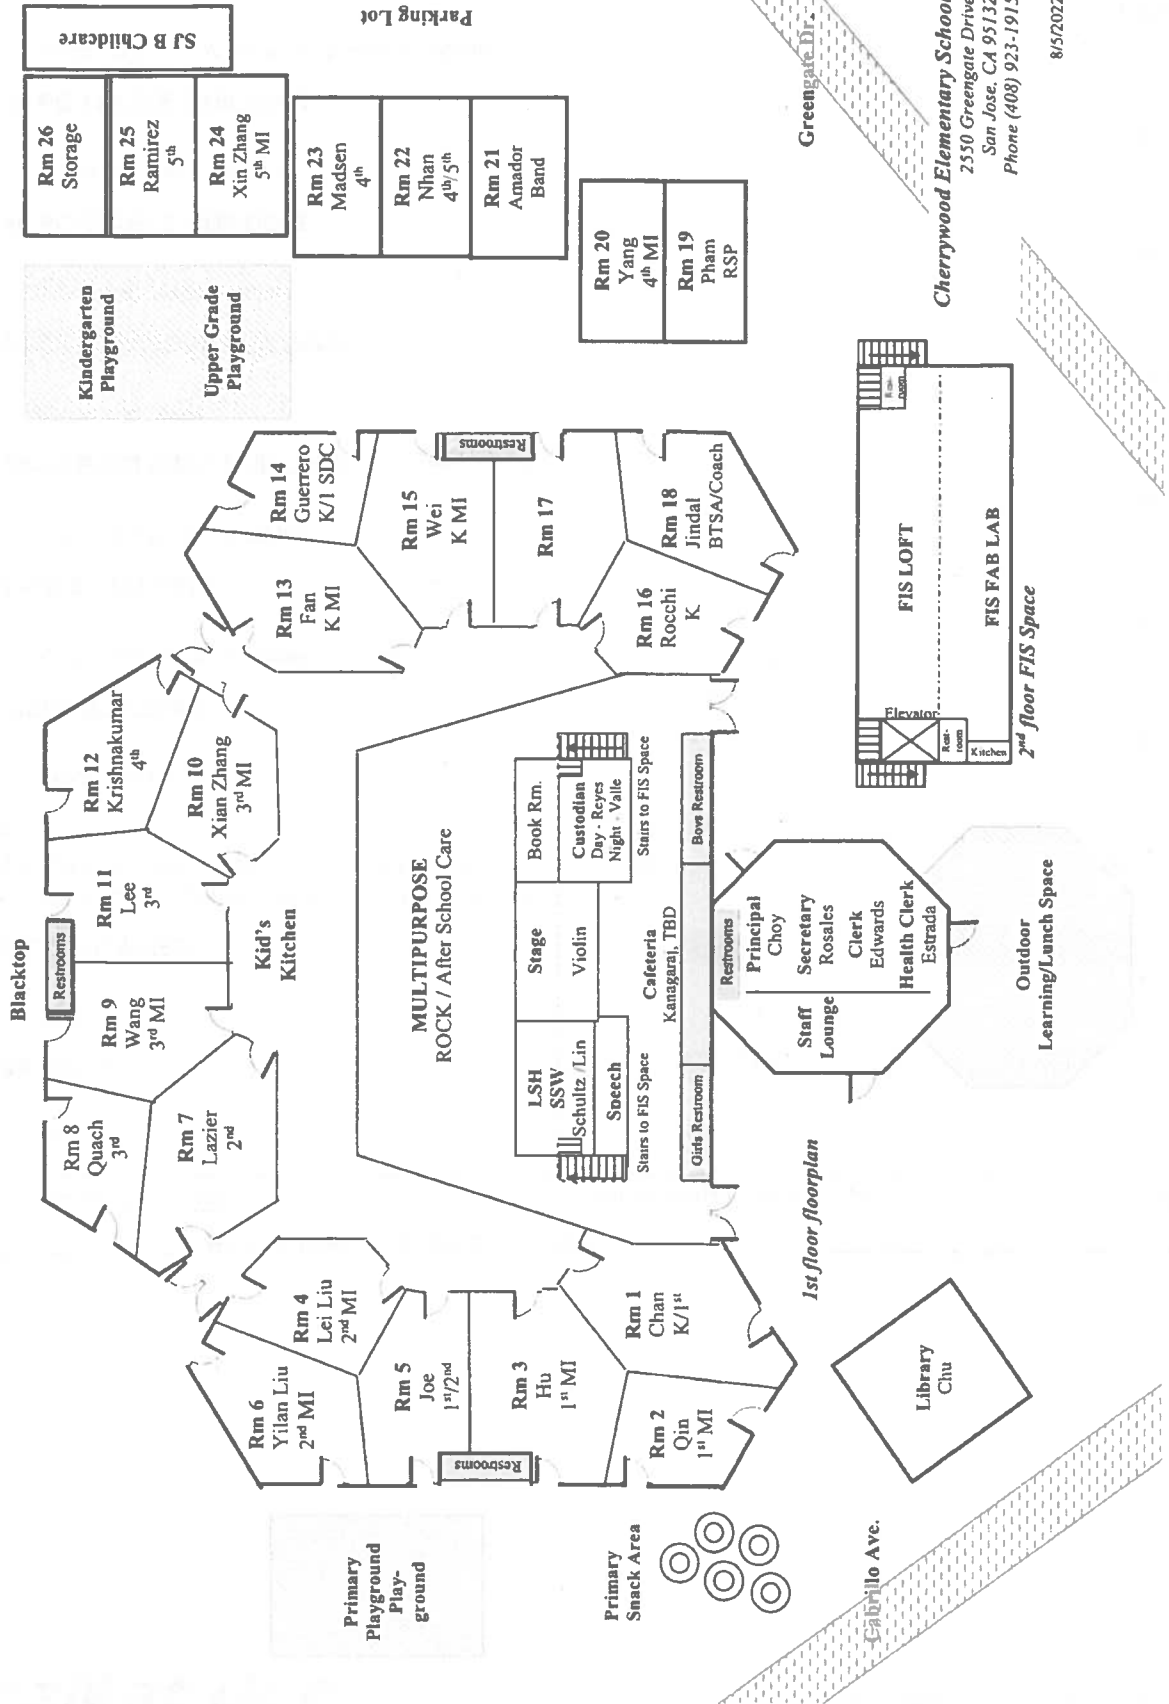 Blacktop
Rm 8
Quach
3rd
Rm 9
Wang
3rd MI
Restrooms
Rm 11
Lee
3rd
Rm 12
Krishnakumar
4th
Rm 7
Lazier
2nd
Rm 10
Xian Zhang
3rd MI
Kid's
Kitchen
Rm 6
Yilan Liu
2nd MI
Rm 4
Lei Liu
2nd MI
Rm 5
Joe
1st/2nd
Restrooms
Rm 3
Hu
1st MI
Rm 2
Qin
1st MI
Rm 1
Chan
K/1st
Primary
Playground
Play-
ground
Primary
Snack Area
MULTIPURPOSE
ROCK / After School Care
LSH
SSW
Schultz /Lin
Speech
Stage
Violin
Book Rm.
Custodian
Day - Reyes
Night - Valle
Stairs to FIS Space
Cafeteria
Kanagaraj, TBD
Stairs to FIS Space
Girls Restroom
Boys Restroom
Restrooms
Staff
Lounge
Principal
Choy
Secretary
Rosales
Clerk
Edwards
Health Clerk
Estrada
Outdoor
Learning/Lunch Space
Rm 13
Fan
K MI
Rm 14
Guerrero
K/1 SDC
Rm 15
Wei
K MI
Restrooms
Rm 17
Rm 16
Rocchi
K
Rm 18
Jindal
BTSA/Coach
Kindergarten
Playground
Upper Grade
Playground
SJ B Childcare
Rm 26
Storage
Rm 25
Ramirez
5th
Rm 24
Xin Zhang
5th MI
Rm 23
Madsen
4th
Rm 22
Nhan
4th/5th
Rm 21
Amador
Band
Rm 20
Yang
4th MI
Rm 19
Pham
RSP
Parking Lot
Greengate Dr.
1st floor floorplan
Library
Chu
Cabrillo Ave.
Elevator
Rest-
room
Kitchen
Rest-
room
FIS LOFT
FIS FAB LAB
2nd floor FIS Space
Cherrywood Elementary School
2550 Greengate Drive
San Jose, CA 95132
Phone (408) 923-1915
8/5/2022